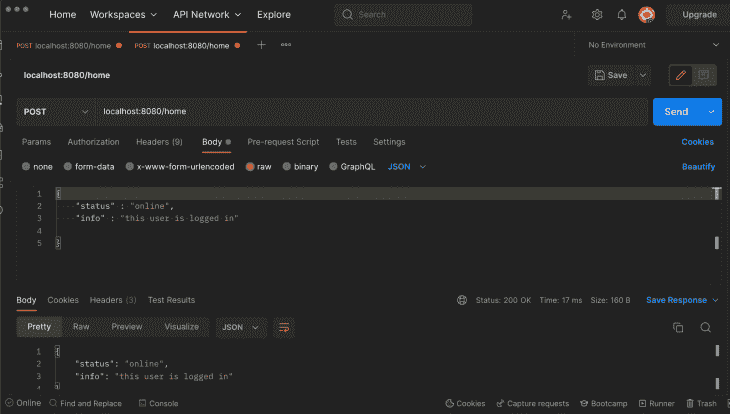 Home Workspaces API Network Explore Search Upgrade
POST localhost:8080/home POST localhost:8080/home + ooo No Environment
localhost:8080/home Save
POST localhost:8080/home Send
Params Authorization Headers (9) Body Pre-request Script Tests Settings Cookies
none form-data x-www-form-urlencoded raw binary GraphQL JSON Beautify
1 {
2 "status" : "online",
3 "info" : "this user is logged in"
4
5 }
Body Cookies Headers (3) Test Results Status: 200 OK Time: 17 ms Size: 160 B Save Response
Pretty Raw Preview Visualize JSON
1 {
2 "status": "online",
3 "info": "this user is logged in"
4 }
Online Find and Replace Console Cookies Capture requests Bootcamp Runner Trash